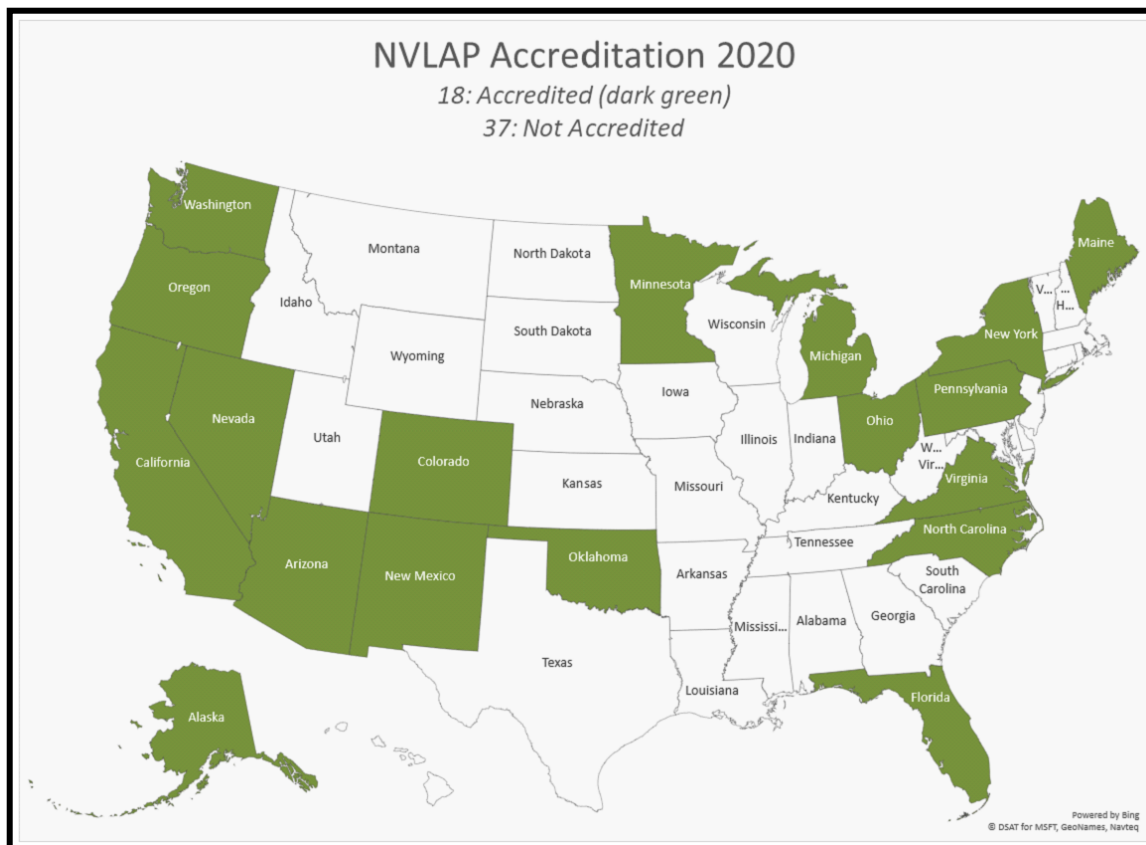 NVLAP Accreditation 2020
18: Accredited (dark green)
37: Not Accredited
Washington
Montana
North Dakota
Minnesota
Maine
Oregon
Idaho
South Dakota
Wisconsin
V...
...
H...
New York
Wyoming
Michigan
Iowa
Pennsylvania
Nebraska
Nevada
Utah
Ohio
Illinois
Indiana
California
Colorado
W...
Vir...
Virginia
Kansas
Missouri
Kentucky
North Carolina
Tennessee
Oklahoma
Arizona
New Mexico
Arkansas
South
Carolina
Mississi...
Alabama
Georgia
Texas
Louisiana
Florida
Alaska
Powered by Bing
© DSAT for MSFT, GeoNames, Navteq